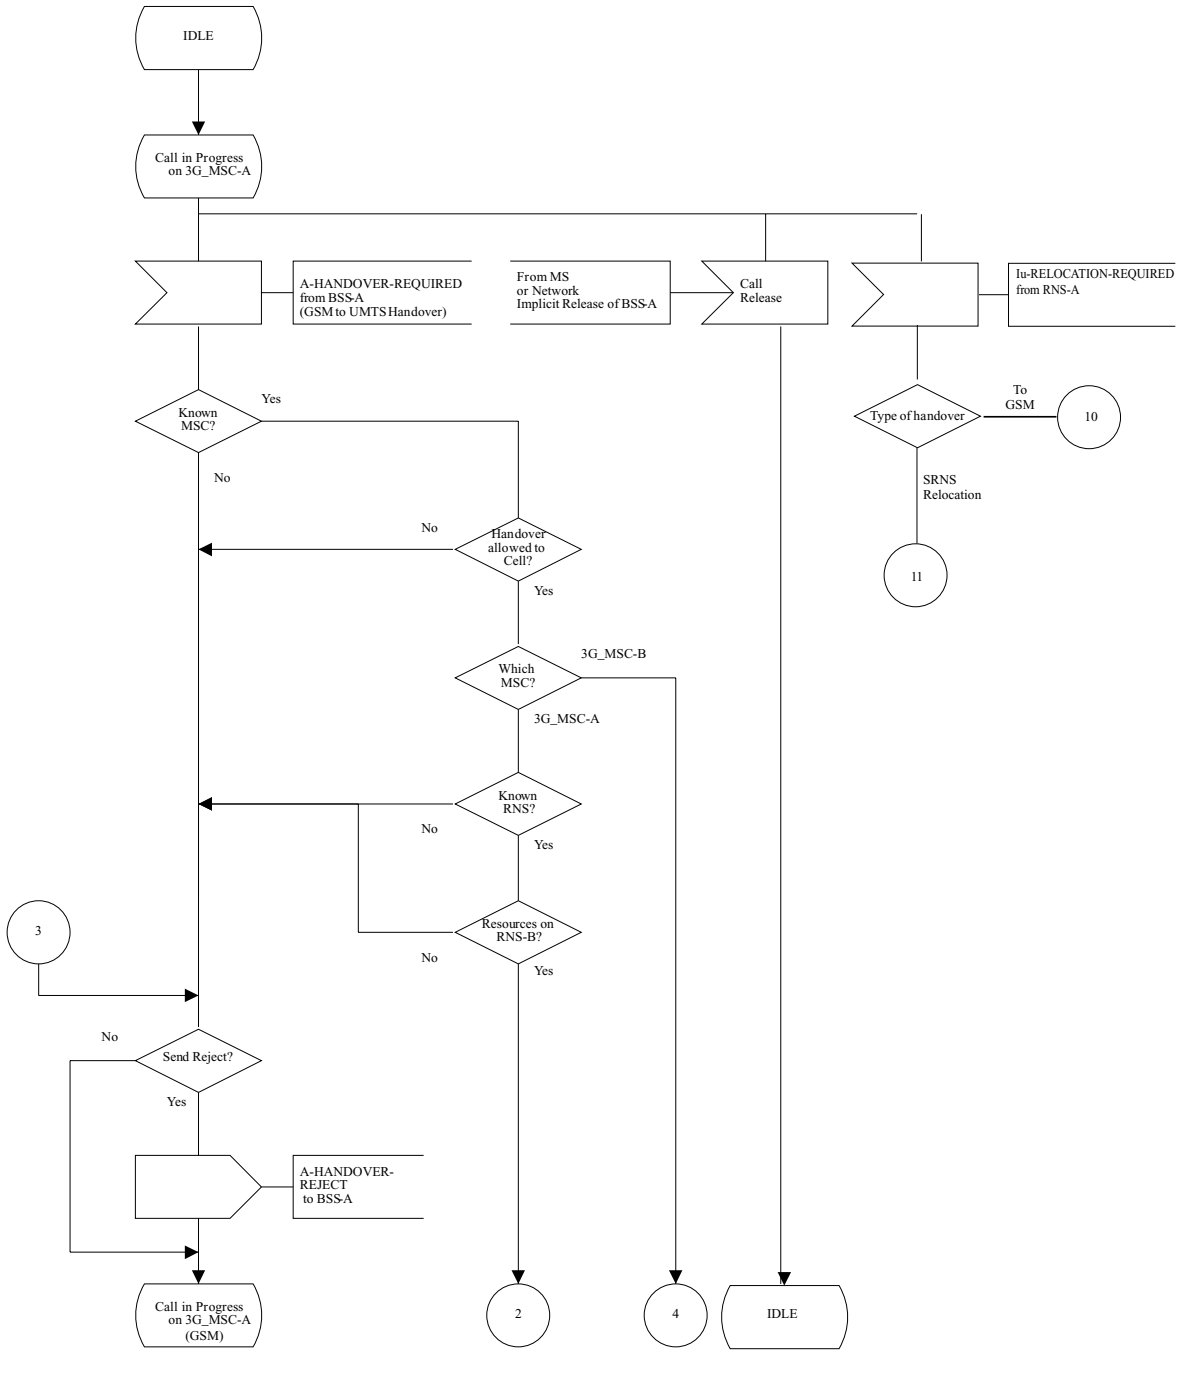 IDLE
Call in Progress
on 3G_MSC-A
A-HANDOVER-REQUIRED
from BSS-A
(GSM to UMTS Handover)
From MS
or Network
Implicit Release of BSS-A
Call
Release
Iu-RELOCATION-REQUIRED
from RNS-A
Known
MSC?
Yes
No
Type of handover
To
GSM
10
SRNS
Relocation
11
Handover
allowed to
Cell?
No
Yes
Which
MSC?
3G_MSC-B
3G_MSC-A
Known
RNS?
No
Yes
Resources on
RNS-B?
No
Yes
3
Send Reject?
No
Yes
A-HANDOVER-
REJECT
to BSS-A
Call in Progress
on 3G_MSC-A
(GSM)
2
4
IDLE